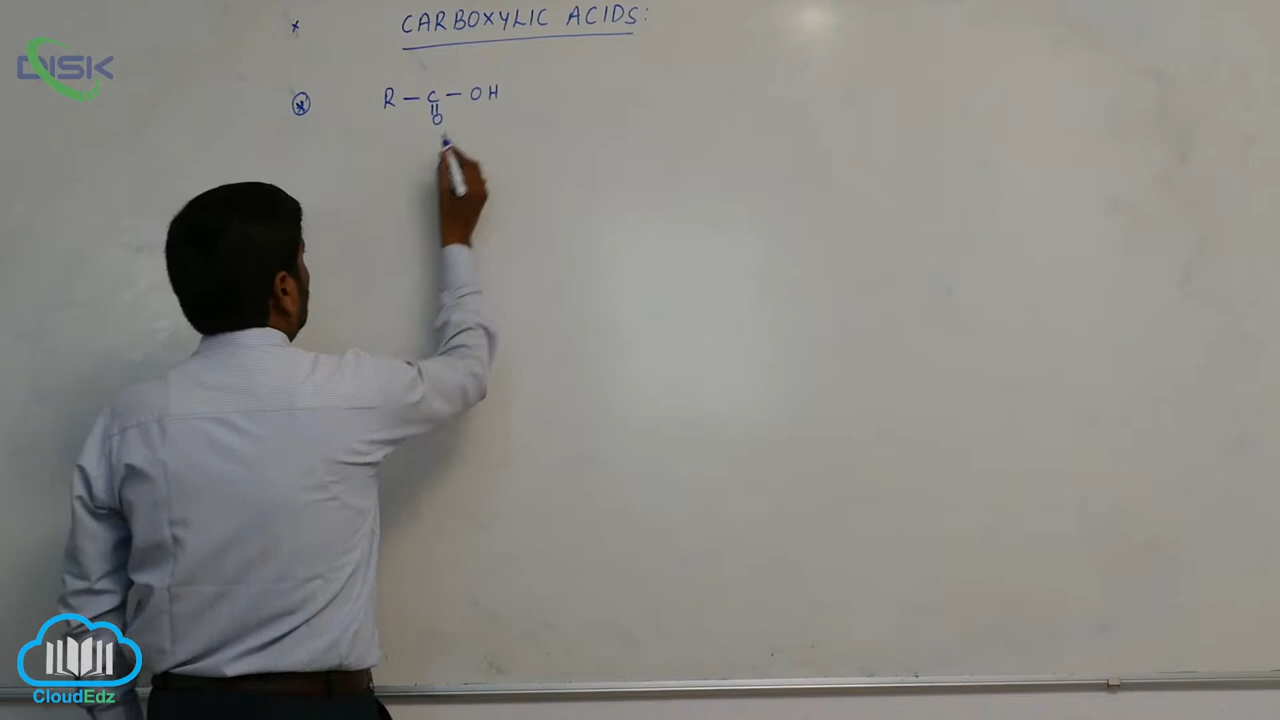 DISK
* CARBOXYLIC ACIDS:
* R – C – OH
||
O
CloudEdz